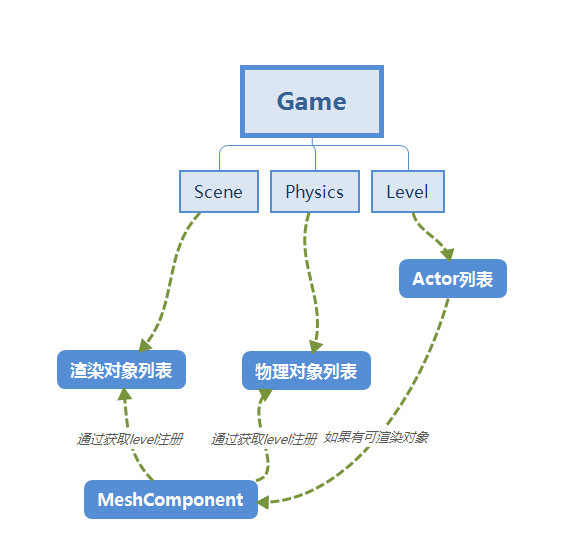 Game
Scene
Physics
Level
Actor列表
渲染对象列表
物理对象列表
通过获取level注册
通过获取level注册
如果有可渲染对象
MeshComponent